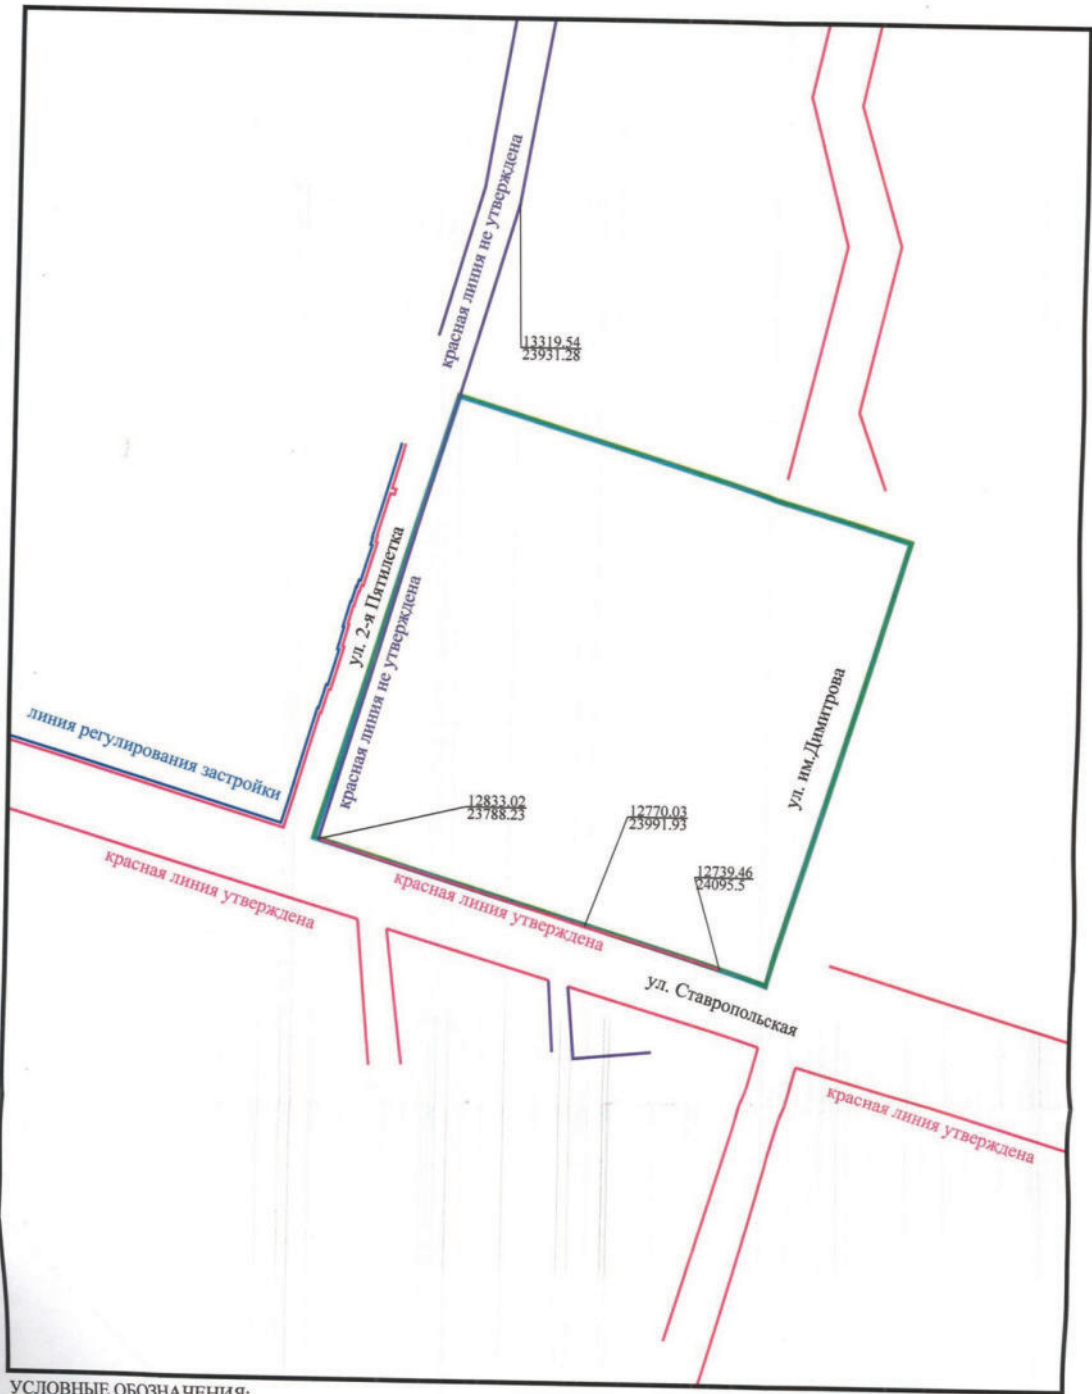 красная линия не утверждена
13319.54
23931.28
ул. 2-я Пятилетка
красная линия не утверждена
ул. им.Димитрова
линия регулирования застройки
12833.02
23788.23
12770.03
23991.93
12739.46
24095.5
красная линия утверждена
красная линия утверждена
ул. Ставропольская
красная линия утверждена
УСЛОВНЫЕ ОБОЗНАЧЕНИЯ: